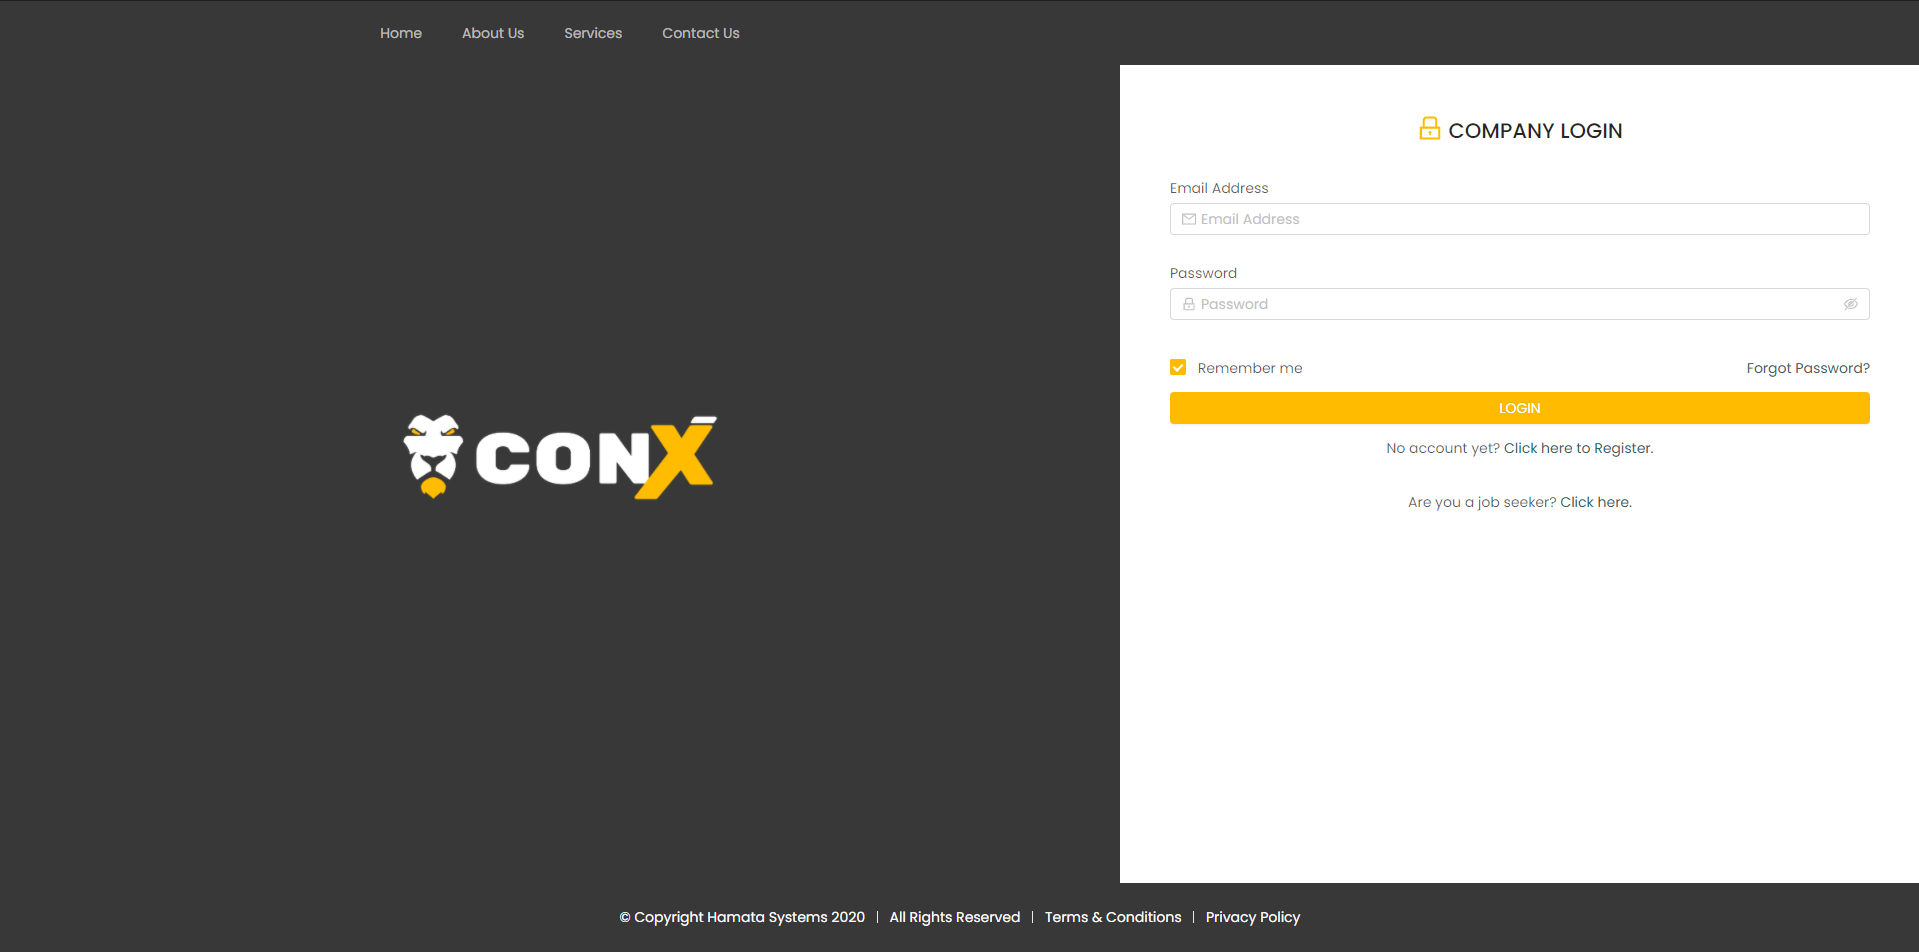 Home About Us Services Contact Us
COMPANY LOGIN
Email Address
Email Address
Password
Password
Remember me Forgot Password?
LOGIN
No account yet? Click here to Register.
Are you a job seeker? Click here.
CONX
© Copyright Hamata Systems 2020 | All Rights Reserved | Terms & Conditions | Privacy Policy